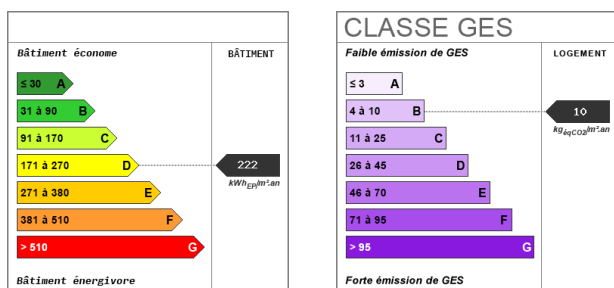 Bâtiment économe
BÂTIMENT
≤ 30 A
31 à 90 B
91 à 170 C
171 à 270 D
222
kWhEP/m².an
271 à 380 E
381 à 510 F
> 510 G
Bâtiment énergivore
CLASSE GES
Faible émission de GES
LOGEMENT
≤ 3 A
4 à 10 B
10
kgéqCO2/m².an
11 à 25 C
26 à 45 D
46 à 70 E
71 à 95 F
> 95 G
Forte émission de GES